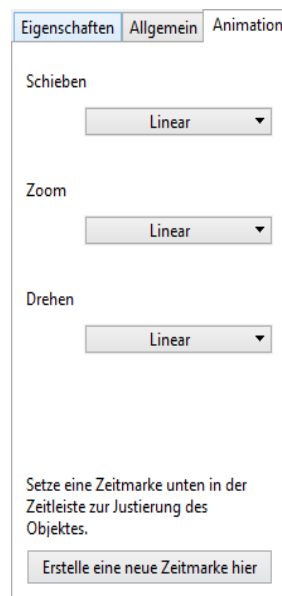 Eigenschaften Allgemein Animation
Schieben
Linear
Zoom
Linear
Drehen
Linear
Setze eine Zeitmarke unten in der
Zeitleiste zur Justierung des
Objektes.
Erstelle eine neue Zeitmarke hier